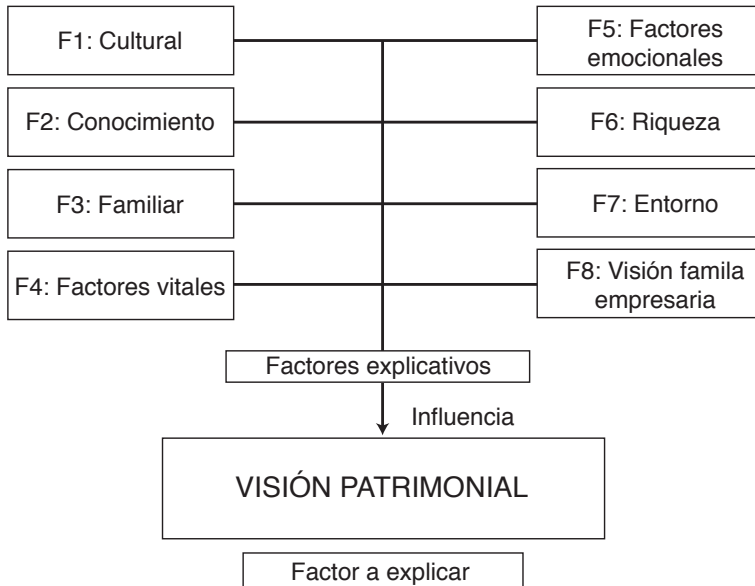 F1: Cultural
F5: Factores
emocionales
F2: Conocimiento
F6: Riqueza
F3: Familiar
F7: Entorno
F4: Factores vitales
F8: Visión famila
empresaria
Factores explicativos
Influencia
VISIÓN PATRIMONIAL
Factor a explicar